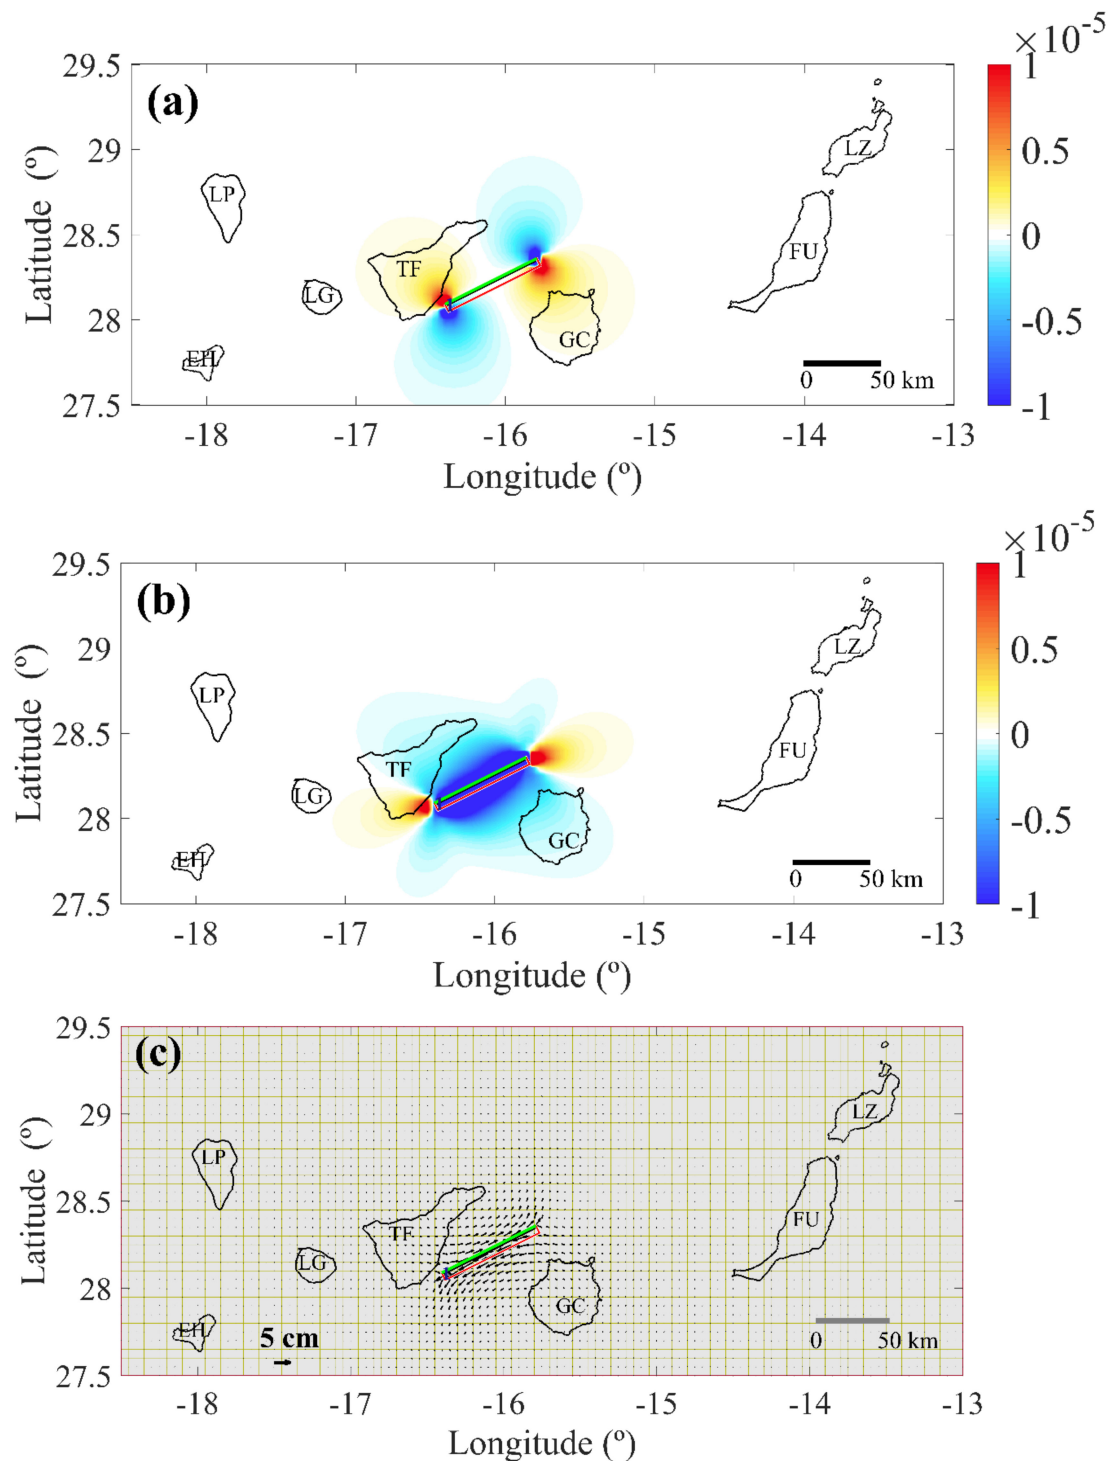 ×10⁻⁵
(a)
29.5
29
28.5
28
27.5
Latitude (º)
LP
TF
LG
EH
GC
LZ
FU
0 50 km
1
0.5
0
-0.5
-1
-18 -17 -16 -15 -14 -13
Longitude (º)
×10⁻⁵
(b)
29.5
29
28.5
28
27.5
Latitude (º)
LP
TF
LG
EH
GC
LZ
FU
0 50 km
1
0.5
0
-0.5
-1
-18 -17 -16 -15 -14 -13
Longitude (º)
(c)
29.5
29
28.5
28
27.5
Latitude (º)
LP
TF
LG
EH
GC
LZ
FU
5 cm
0 50 km
-18 -17 -16 -15 -14 -13
Longitude (º)